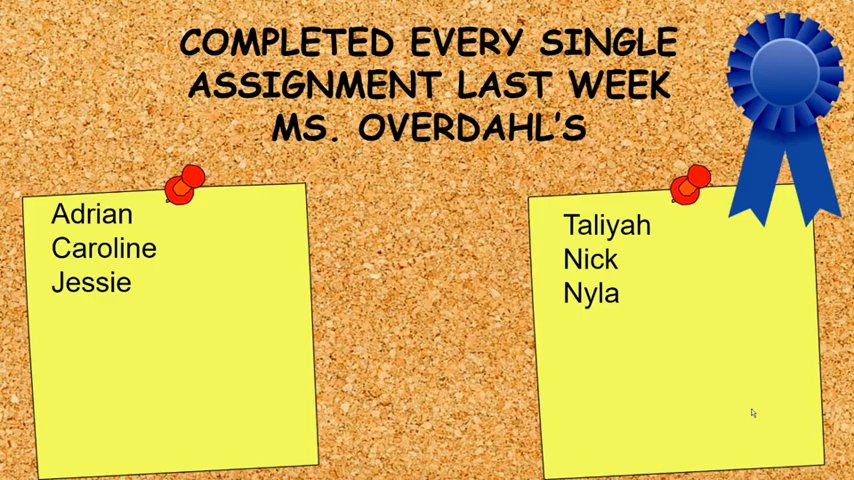 COMPLETED EVERY SINGLE
ASSIGNMENT LAST WEEK
MS. OVERDAHL'S
Adrian
Caroline
Jessie
Taliyah
Nick
Nyla